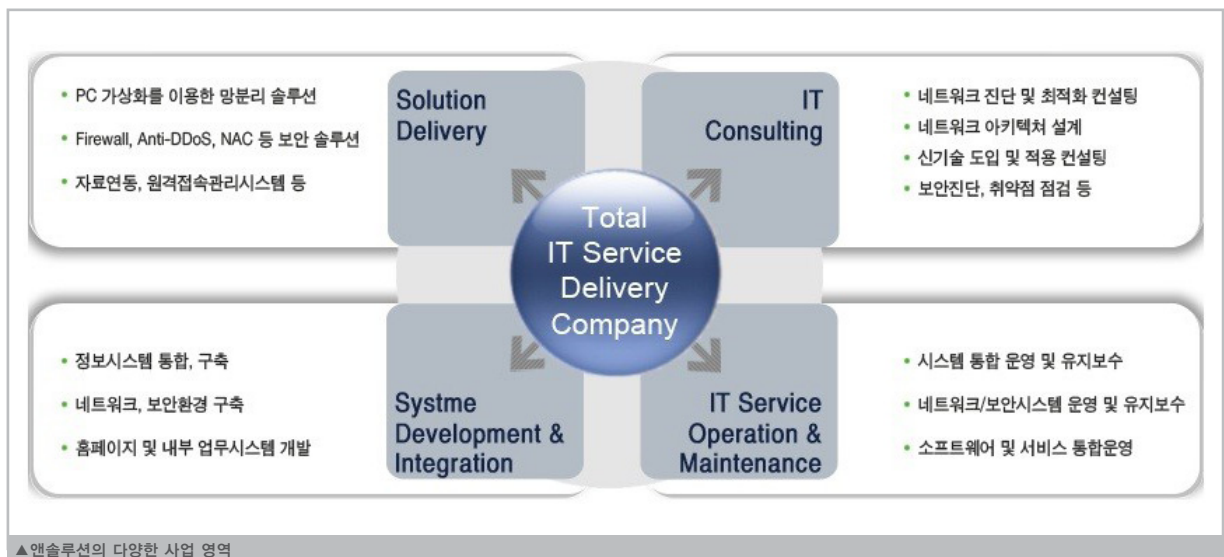 • PC 가상화를 이용한 망분리 솔루션
• Firewall, Anti-DDoS, NAC 등 보안 솔루션
• 자료연동, 원격접속관리시스템 등
Solution
Delivery
IT
Consulting
• 네트워크 진단 및 최적화 컨설팅
• 네트워크 아키텍쳐 설계
• 신기술 도입 및 적용 컨설팅
• 보안진단, 취약점 점검 등
Total
IT Service
Delivery
Company
• 정보시스템 통합, 구축
• 네트워크, 보안환경 구축
• 홈페이지 및 내부 업무시스템 개발
Systme
Development &
Integration
IT Service
Operation &
Maintenance
• 시스템 통합 운영 및 유지보수
• 네트워크/보안시스템 운영 및 유지보수
• 소프트웨어 및 서비스 통합운영
▲앤솔루션의 다양한 사업 영역